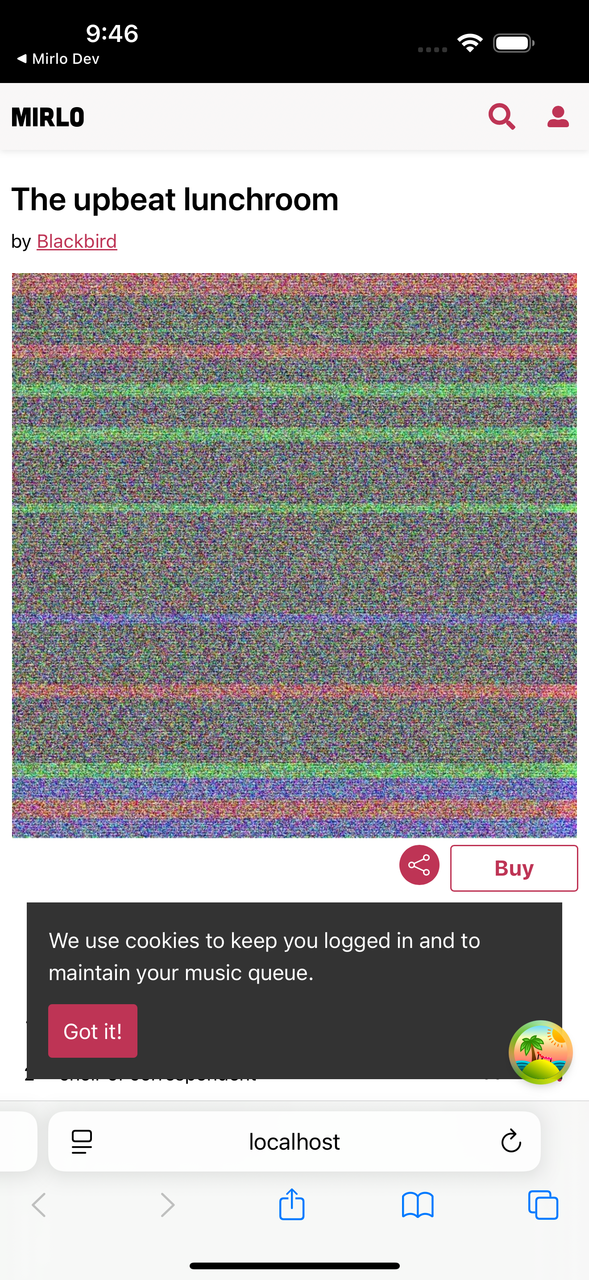 9:46
◀ Mirlo Dev
MIRLO
The upbeat lunchroom
by Blackbird
Buy
We use cookies to keep you logged in and to
maintain your music queue.
Got it!
localhost